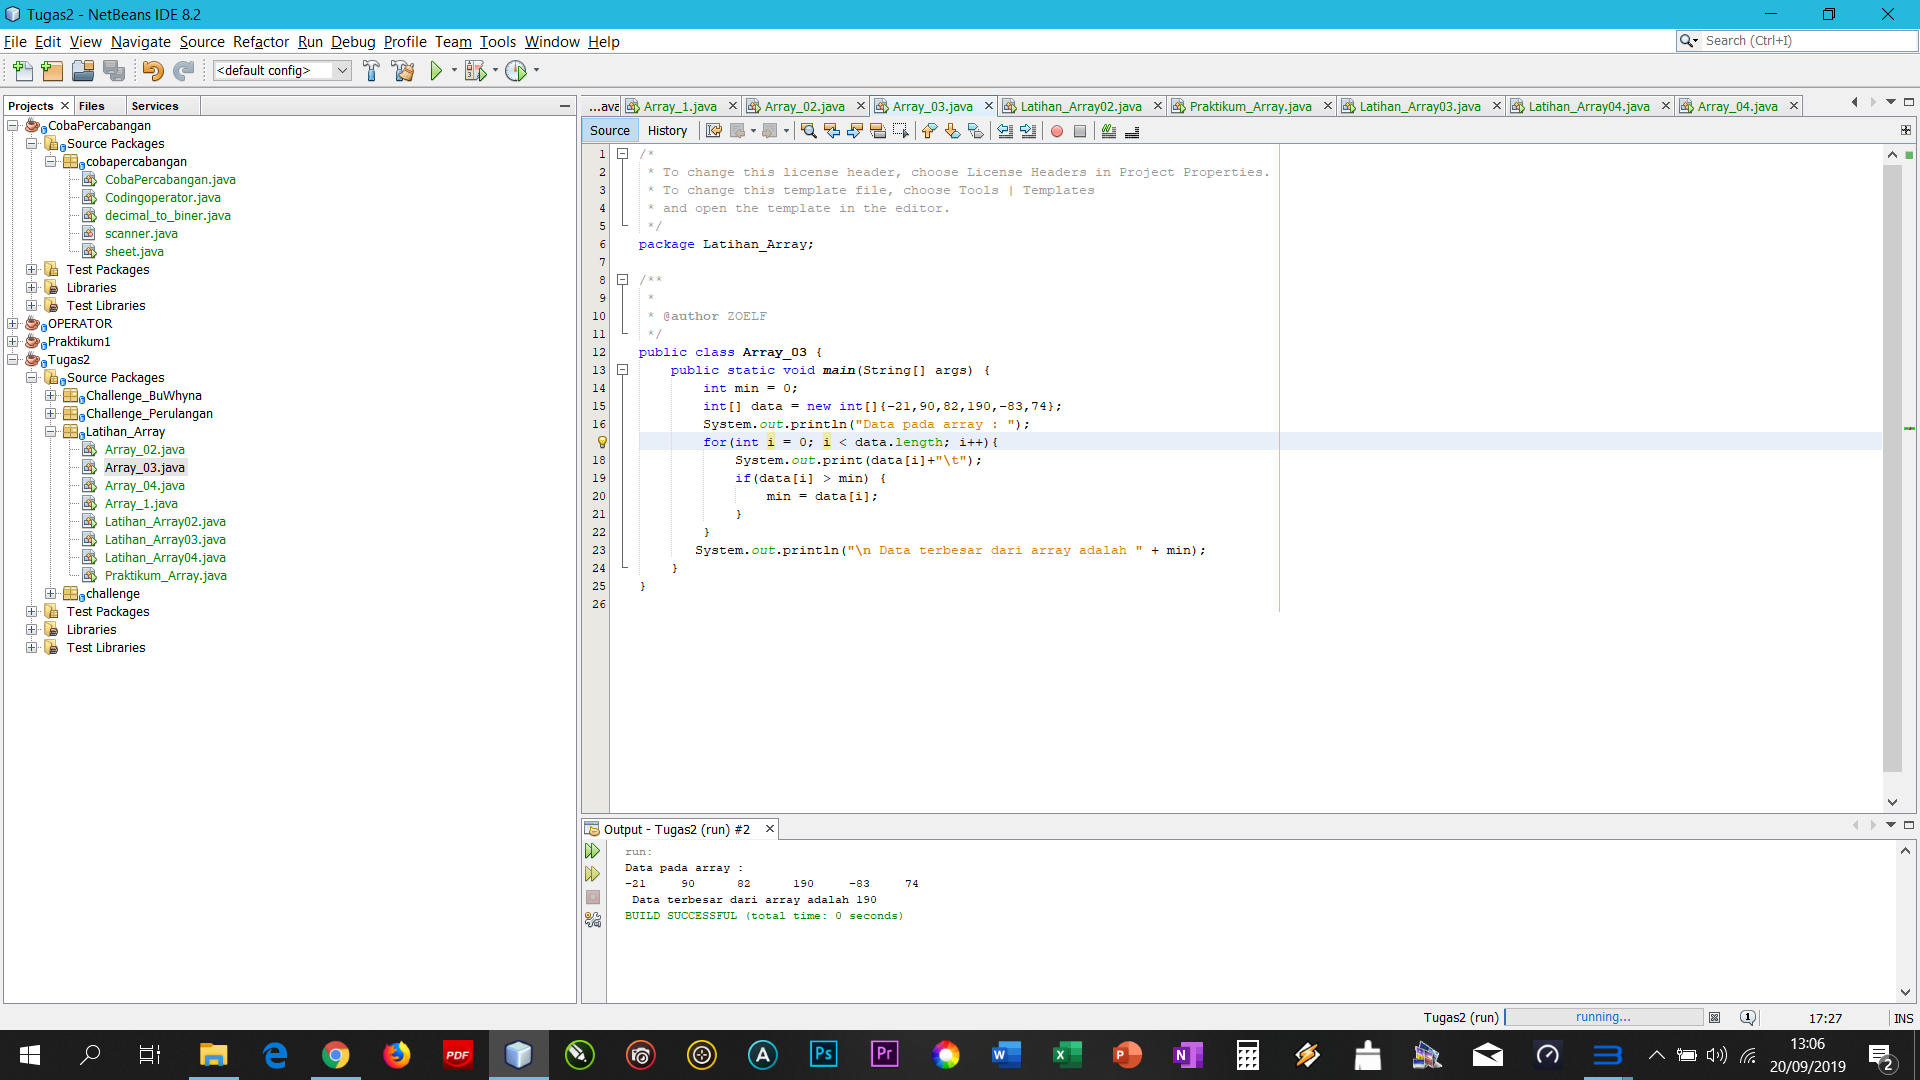 Tugas2 - NetBeans IDE 8.2
File Edit View Navigate Source Refactor Run Debug Profile Team Tools Window Help
Search (Ctrl+I)
<default config>
Projects Files Services
CobaPercabangan
Source Packages
cobapercabangan
CobaPercabangan.java
Codingoperator.java
decimal_to_biner.java
scanner.java
sheet.java
Test Packages
Libraries
Test Libraries
OPERATOR
Praktikum1
Tugas2
Source Packages
Challenge_BuWhyna
Challenge_Perulangan
Latihan_Array
Array_02.java
Array_03.java
Array_04.java
Array_1.java
Latihan_Array02.java
Latihan_Array03.java
Latihan_Array04.java
Praktikum_Array.java
challenge
Test Packages
Libraries
Test Libraries
...ava Array_1.java Array_02.java Array_03.java Latihan_Array02.java Praktikum_Array.java Latihan_Array03.java Latihan_Array04.java Array_04.java
Source History
1 /*
2 * To change this license header, choose License Headers in Project Properties.
3 * To change this template file, choose Tools | Templates
4 * and open the template in the editor.
5 */
6 package Latihan_Array;
7
8 /**
9 *
10 * @author ZOELF
11 */
12 public class Array_03 {
13 public static void main(String[] args) {
14 int min = 0;
15 int[] data = new int[]{-21,90,82,190,-83,74};
16 System.out.println("Data pada array : ");
for(int i = 0; i < data.length; i++){
18 System.out.print(data[i]+"\t");
19 if(data[i] > min) {
20 min = data[i];
21 }
22 }
23 System.out.println("\n Data terbesar dari array adalah " + min);
24 }
25 }
26
Output - Tugas2 (run) #2
run:
Data pada array :
-21 90 82 190 -83 74
Data terbesar dari array adalah 190
BUILD SUCCESSFUL (total time: 0 seconds)
Tugas2 (run) running... 1 17:27 INS
PDF Ps Pr
13:06
20/09/2019
2